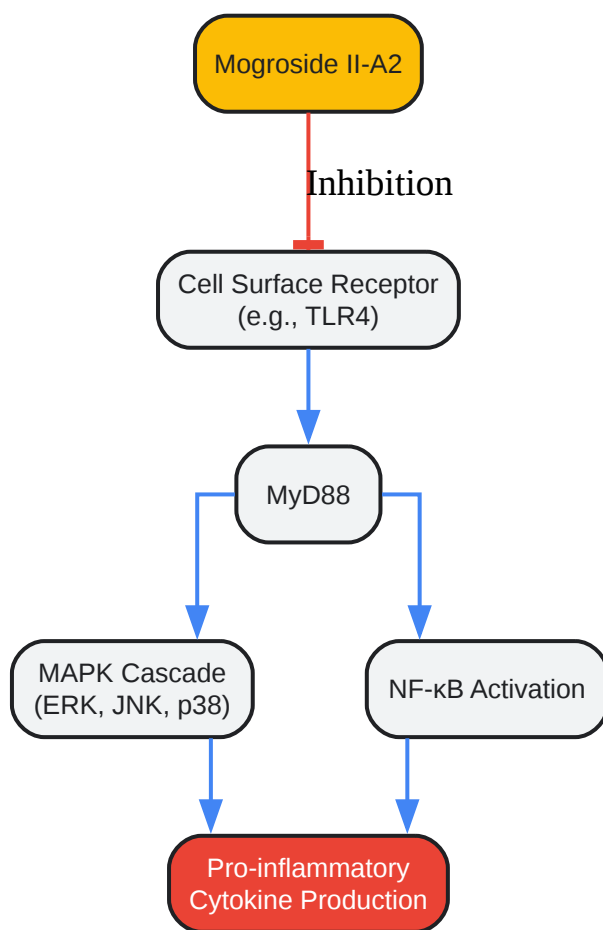 Mogroside II-A2
Inhibition
Cell Surface Receptor
(e.g., TLR4)
MyD88
MAPK Cascade
(ERK, JNK, p38)
NF-κB Activation
Pro-inflammatory
Cytokine Production